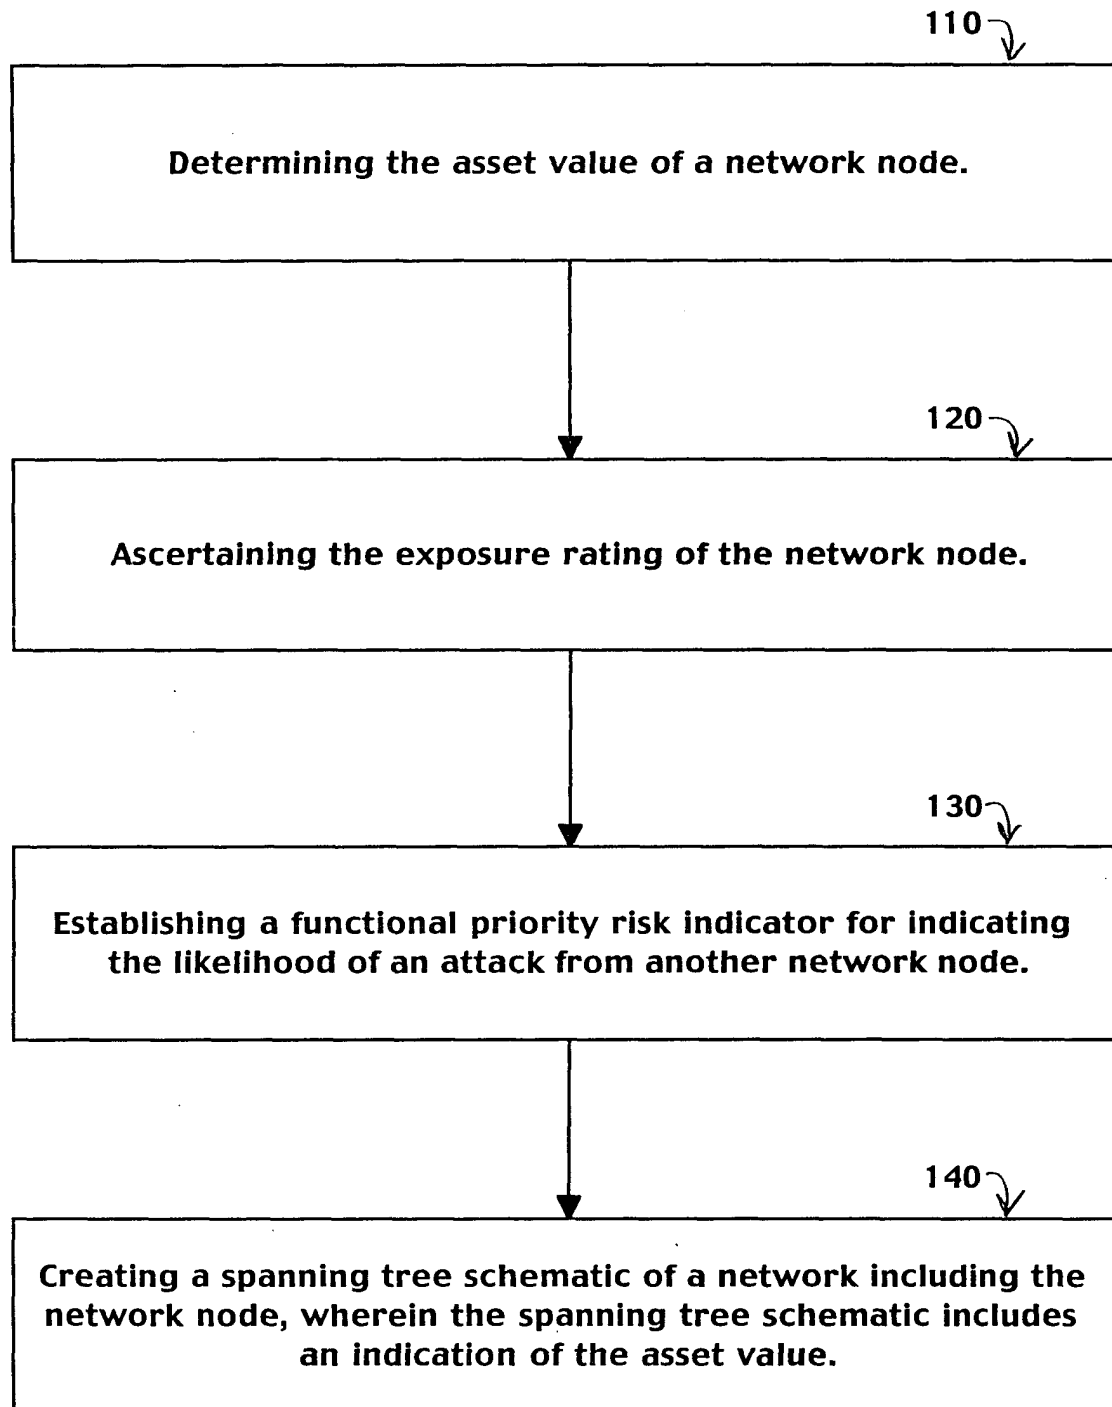 110
Determining the asset value of a network node.
120
Ascertaining the exposure rating of the network node.
130
Establishing a functional priority risk indicator for indicating
the likelihood of an attack from another network node.
140
Creating a spanning tree schematic of a network including the
network node, wherein the spanning tree schematic includes
an indication of the asset value.